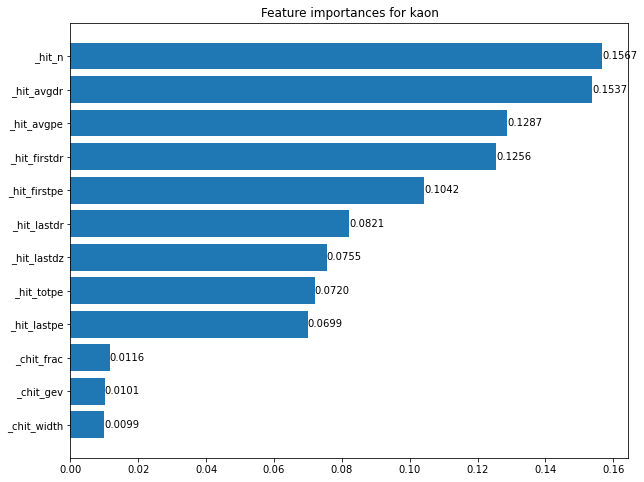 Feature importances for kaon
_hit_n 0.1567
_hit_avgdr 0.1537
_hit_avgpe 0.1287
_hit_firstdr 0.1256
_hit_firstpe 0.1042
_hit_lastdr 0.0821
_hit_lastdz 0.0755
_hit_totpe 0.0720
_hit_lastpe 0.0699
_chit_frac 0.0116
_chit_gev 0.0101
_chit_width 0.0099
0.00 0.02 0.04 0.06 0.08 0.10 0.12 0.14 0.16